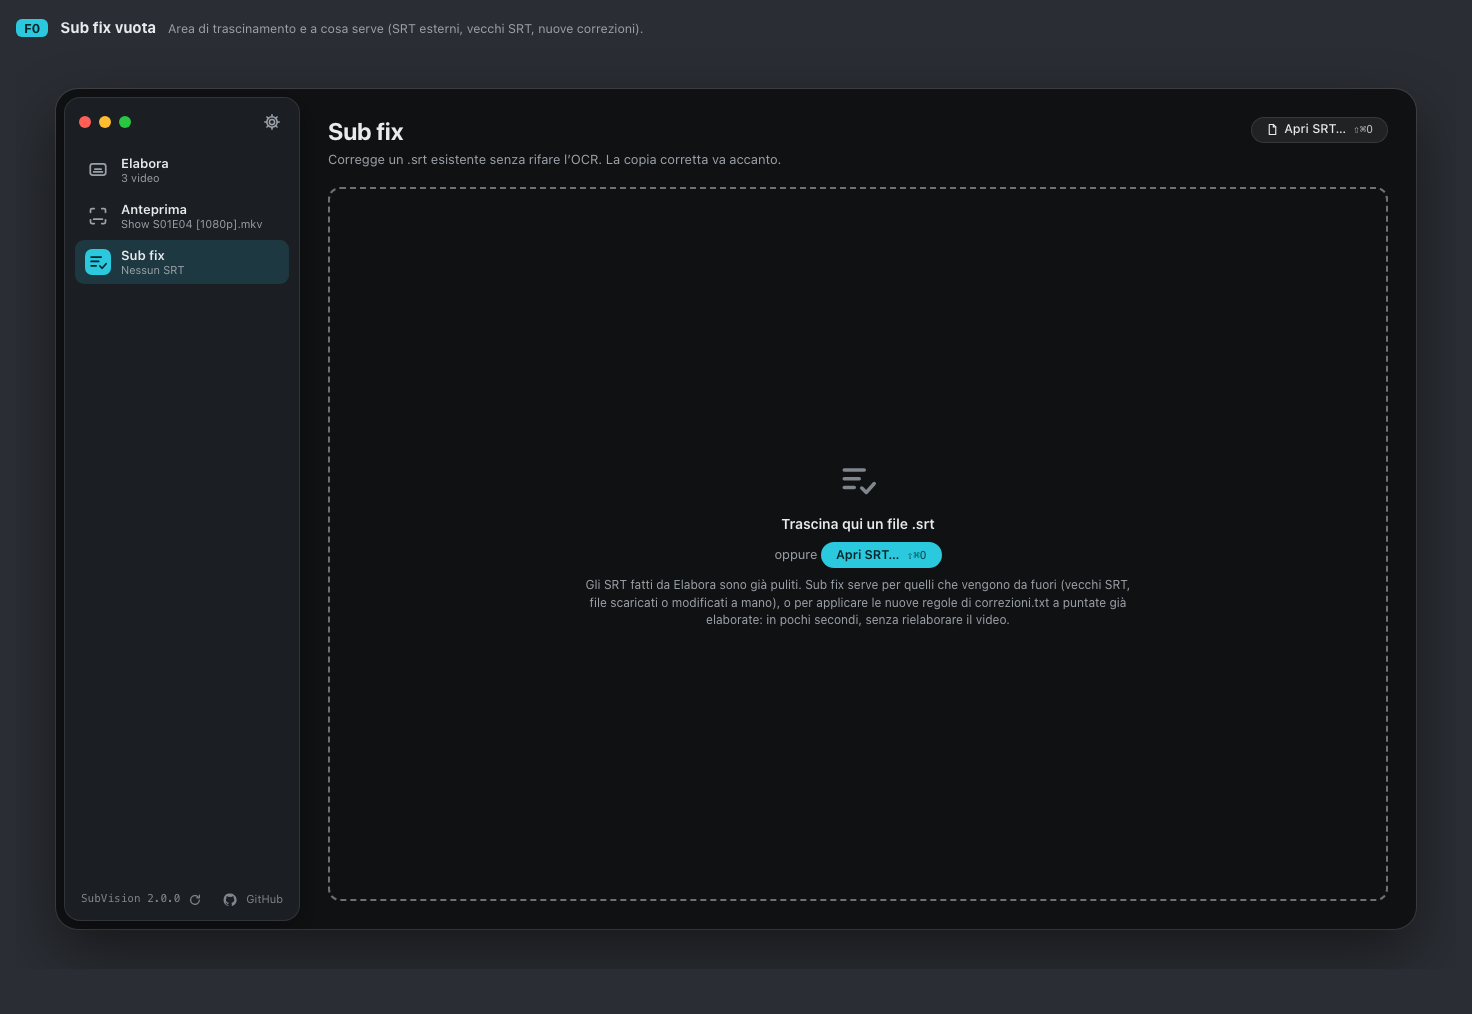 F0 Sub fix vuota Area di trascinamento e a cosa serve (SRT esterni, vecchi SRT, nuove correzioni).
Elabora
3 video
Anteprima
Show S01E04 [1080p].mkv
Sub fix
Nessun SRT
SubVision 2.0.0 GitHub
Sub fix
Apri SRT... ⇧⌘O
Corregge un .srt esistente senza rifare l'OCR. La copia corretta va accanto.
Trascina qui un file .srt
oppure Apri SRT... ⇧⌘O
Gli SRT fatti da Elabora sono già puliti. Sub fix serve per quelli che vengono da fuori (vecchi SRT,
file scaricati o modificati a mano), o per applicare le nuove regole di correzioni.txt a puntate già
elaborate: in pochi secondi, senza rielaborare il video.